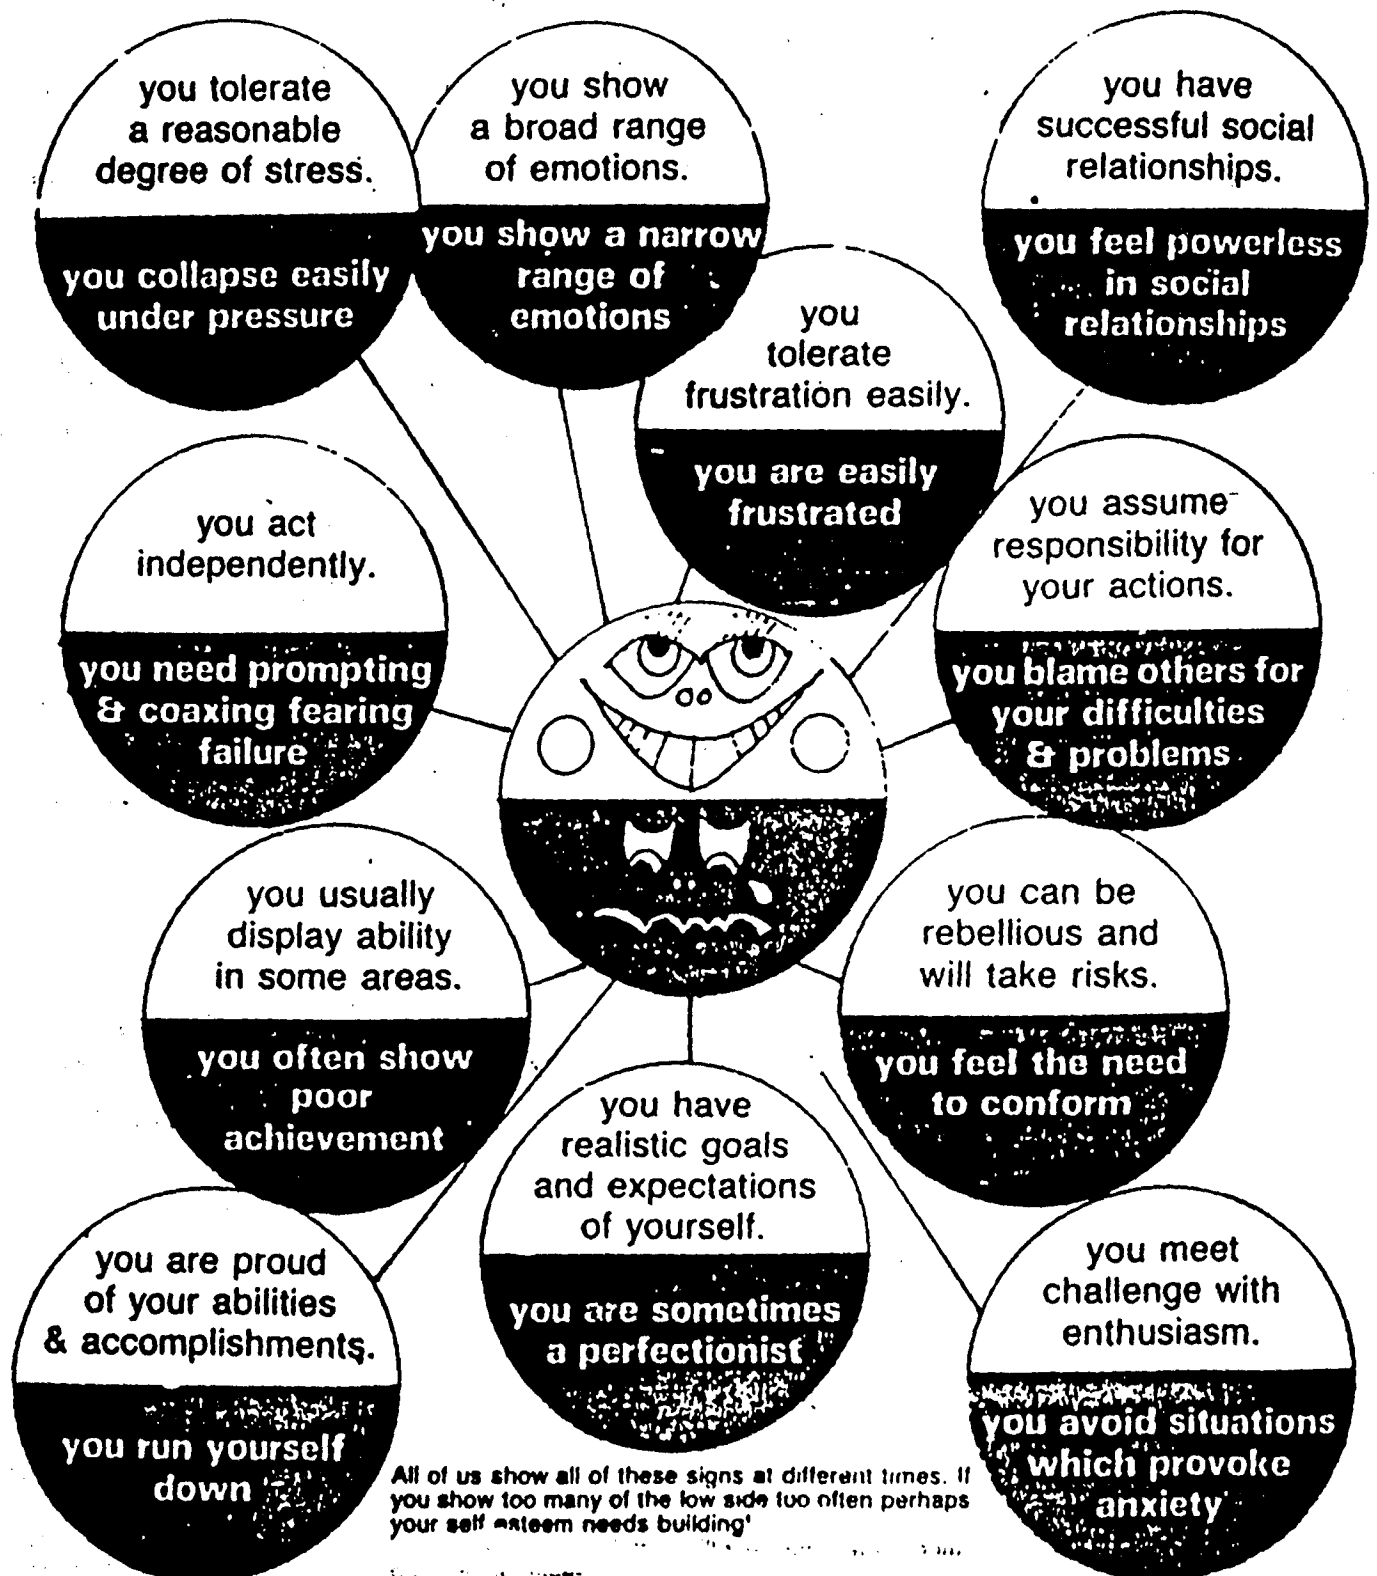 you tolerate
a reasonable
degree of stress.
you collapse easily
under pressure
you show
a broad range
of emotions.
you show a narrow
range of
emotions
you have
successful social
relationships.
you feel powerless
in social
relationships
you
tolerate
frustration easily.
you are easily
frustrated
you act
independently.
you need prompting
& coaxing fearing
failure
you assume
responsibility for
your actions.
you blame others for
your difficulties
& problems
you usually
display ability
in some areas.
you often show
poor
achievement
you can be
rebellious and
will take risks.
you feel the need
to conform
you are proud
of your abilities
& accomplishments.
you run yourself
down
you have
realistic goals
and expectations
of yourself.
you are sometimes
a perfectionist
you meet
challenge with
enthusiasm.
you avoid situations
which provoke
anxiety
All of us show all of these signs at different times. If
you show too many of the low side too often perhaps
your self esteem needs building'